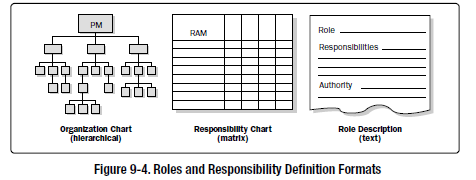 PM
Organization Chart
(hierarchical)
RAM
Responsibility Chart
(matrix)
Role
Responsibilities
Authority
Role Description
(text)
Figure 9-4. Roles and Responsibility Definition Formats